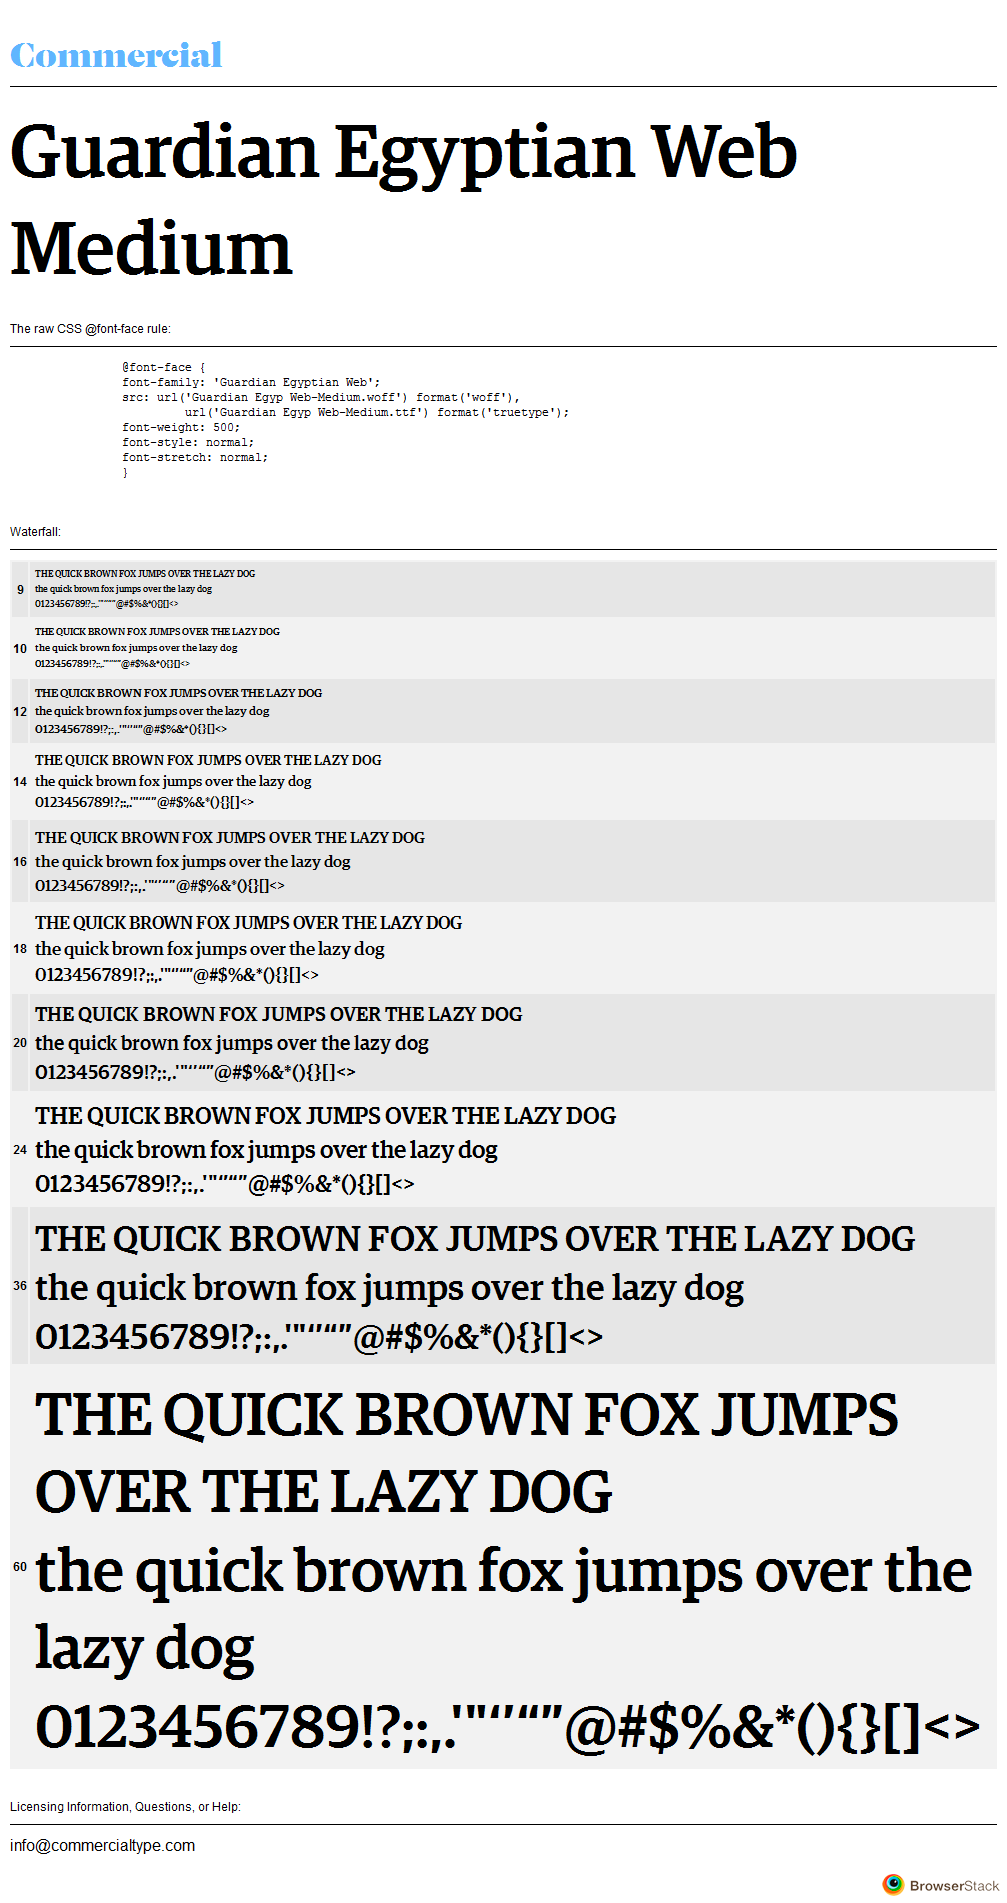 Commercial
Guardian Egyptian Web
Medium
The raw CSS @font-face rule:
@font-face {
font-family: 'Guardian Egyptian Web';
src: url('Guardian Egyp Web-Medium.woff') format('woff'),
url('Guardian Egyp Web-Medium.ttf') format('truetype');
font-weight: 500;
font-style: normal;
font-stretch: normal;
}
Waterfall:
THE QUICK BROWN FOX JUMPS OVER THE LAZY DOG
9 the quick brown fox jumps over the lazy dog
0123456789!?;:,.'"‘’“”@#$%&*(){}[]<>
THE QUICK BROWN FOX JUMPS OVER THE LAZY DOG
10 the quick brown fox jumps over the lazy dog
0123456789!?;:,.'"‘’“”@#$%&*(){}[]<>
THE QUICK BROWN FOX JUMPS OVER THE LAZY DOG
12 the quick brown fox jumps over the lazy dog
0123456789!?;:,.'"‘’“”@#$%&*(){}[]<>
THE QUICK BROWN FOX JUMPS OVER THE LAZY DOG
14 the quick brown fox jumps over the lazy dog
0123456789!?;:,.'"‘’“”@#$%&*(){}[]<>
THE QUICK BROWN FOX JUMPS OVER THE LAZY DOG
16 the quick brown fox jumps over the lazy dog
0123456789!?;:,.'"‘’“”@#$%&*(){}[]<>
THE QUICK BROWN FOX JUMPS OVER THE LAZY DOG
18 the quick brown fox jumps over the lazy dog
0123456789!?;:,.'"‘’“”@#$%&*(){}[]<>
THE QUICK BROWN FOX JUMPS OVER THE LAZY DOG
20 the quick brown fox jumps over the lazy dog
0123456789!?;:,.'"‘’“”@#$%&*(){}[]<>
THE QUICK BROWN FOX JUMPS OVER THE LAZY DOG
24 the quick brown fox jumps over the lazy dog
0123456789!?;:,.'"‘’“”@#$%&*(){}[]<>
THE QUICK BROWN FOX JUMPS OVER THE LAZY DOG
36 the quick brown fox jumps over the lazy dog
0123456789!?;:,.'"‘’“”@#$%&*(){}[]<>
THE QUICK BROWN FOX JUMPS
OVER THE LAZY DOG
60 the quick brown fox jumps over the
lazy dog
0123456789!?;:,.'"‘’“”@#$%&*(){}[]<>
Licensing Information, Questions, or Help:
info@commercialtype.com
BrowserStack